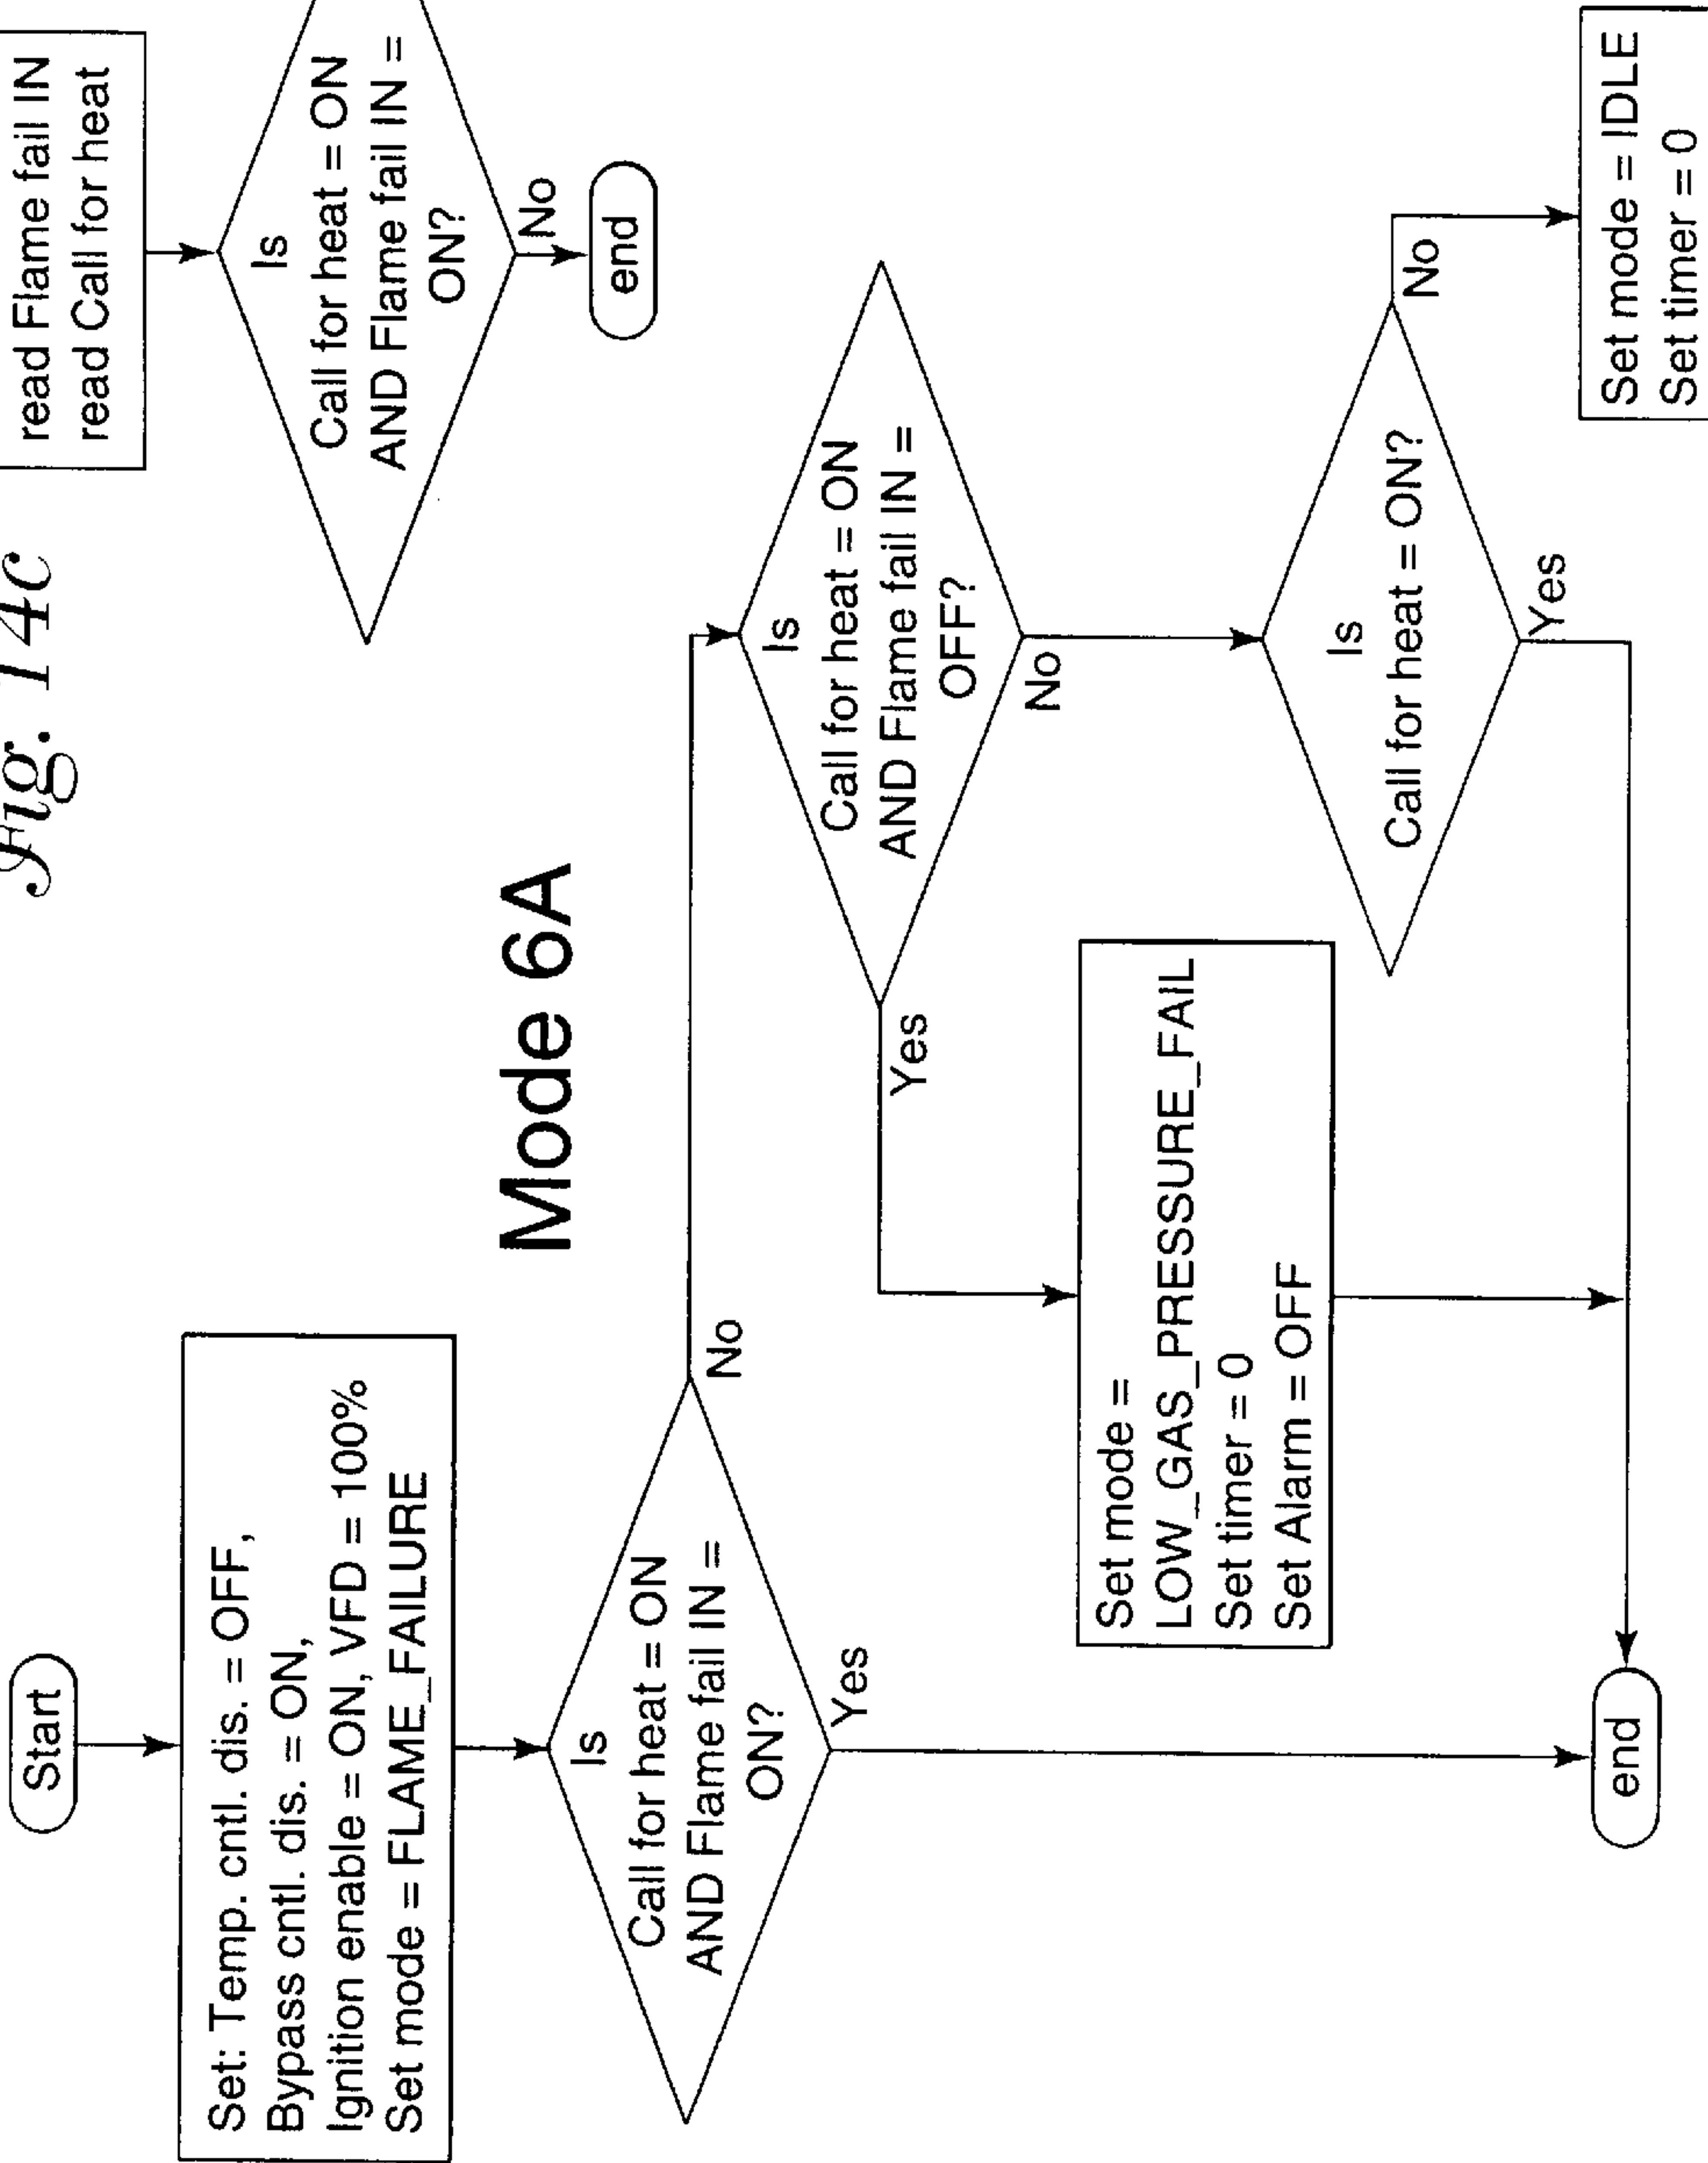 Fig. 14c
read Flame fail IN
read Call for heat
Is
Call for heat = ON
AND Flame fail IN =
ON?
No
end
Mode 6A
Start
Set: Temp. cntl. dis. = OFF,
Bypass cntl. dis. = ON,
Ignition enable = ON, VFD = 100%
Set mode = FLAME_FAILURE
Is
Call for heat = ON
AND Flame fail IN =
ON?
No
Yes
Is
Call for heat = ON
AND Flame fail IN =
OFF?
Yes
No
Set mode =
LOW_GAS_PRESSURE_FAIL
Set timer = 0
Set Alarm = OFF
Is
Call for heat = ON?
No
Yes
Set mode = IDLE
Set timer = 0
end